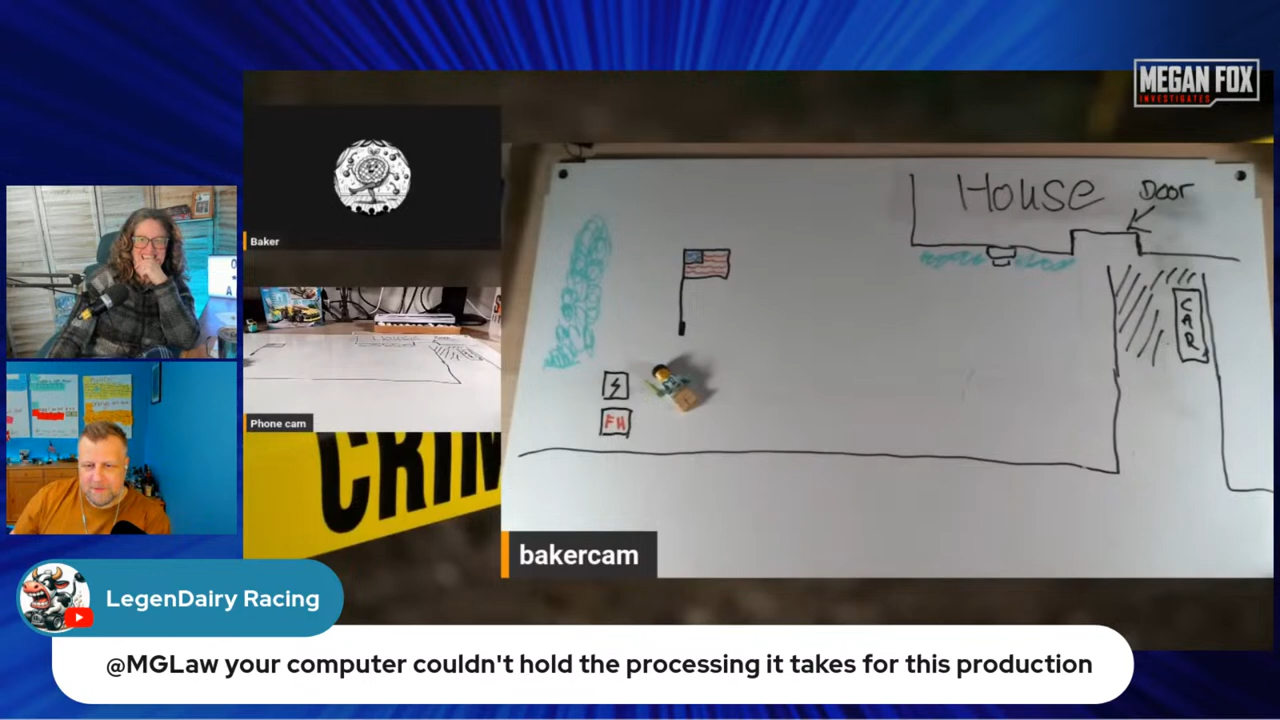 MEGAN FOX
INVESTIGATES
Baker
Phone cam
CRIM
House
Door
CAR
FH
bakercam
LegenDairy Racing
@MGLaw your computer couldn't hold the processing it takes for this production